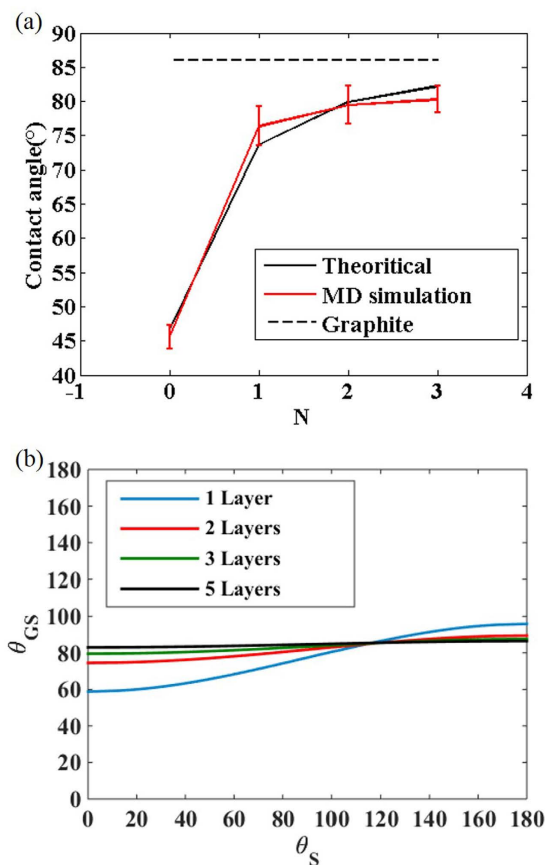 (a)
90
85
80
75
70
65
60
55
50
45
40
Contact angle(°)
Theoritical
MD simulation
Graphite
-1 0 1 2 3 4
N
(b)
180
160
140
120
100
80
60
40
20
0
θGS
1 Layer
2 Layers
3 Layers
5 Layers
0 20 40 60 80 100 120 140 160 180
θS